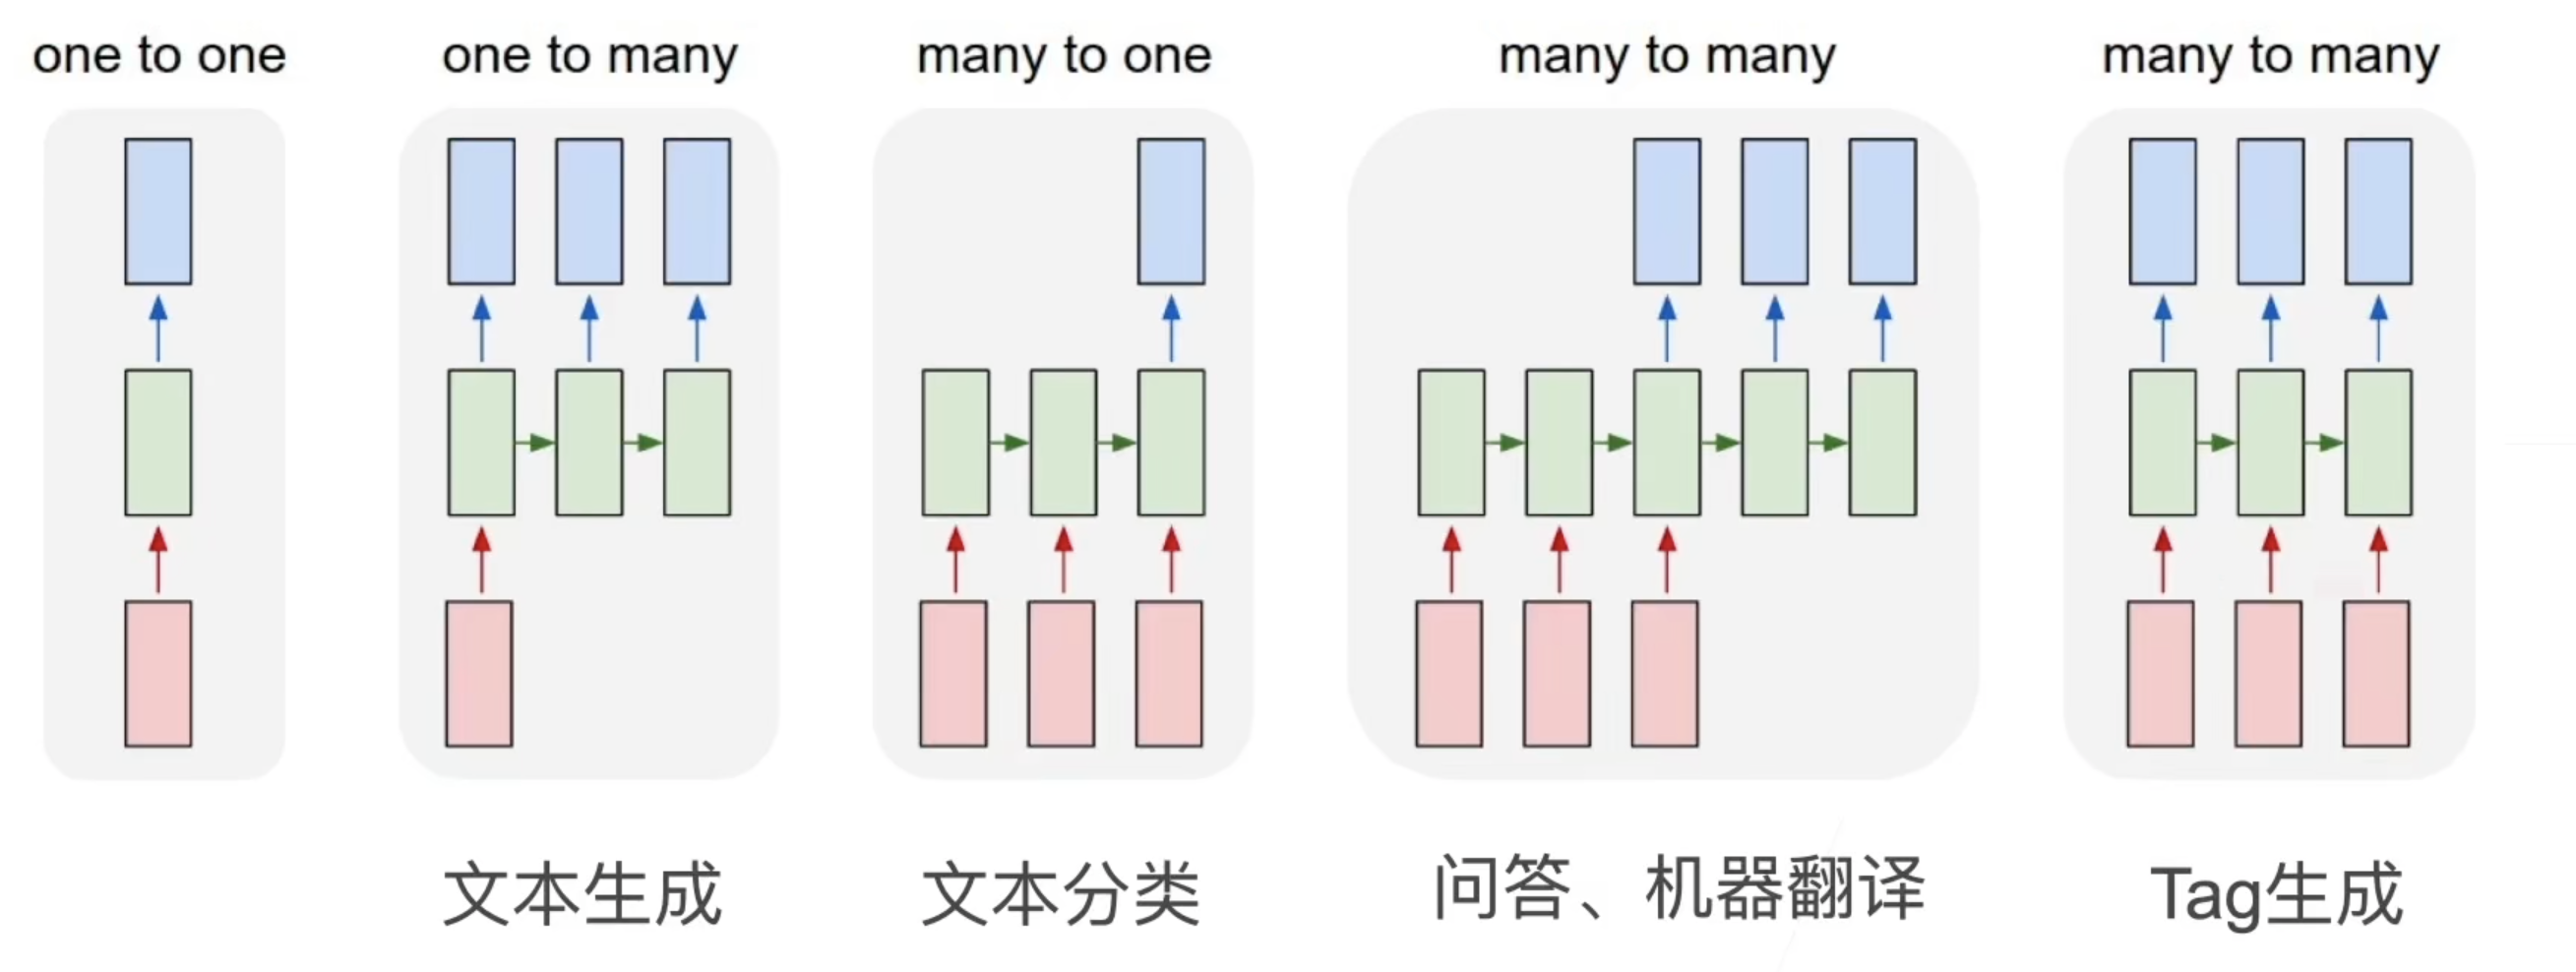 one to one
one to many
many to one
many to many
many to many
文本生成
文本分类
问答、机器翻译
Tag生成